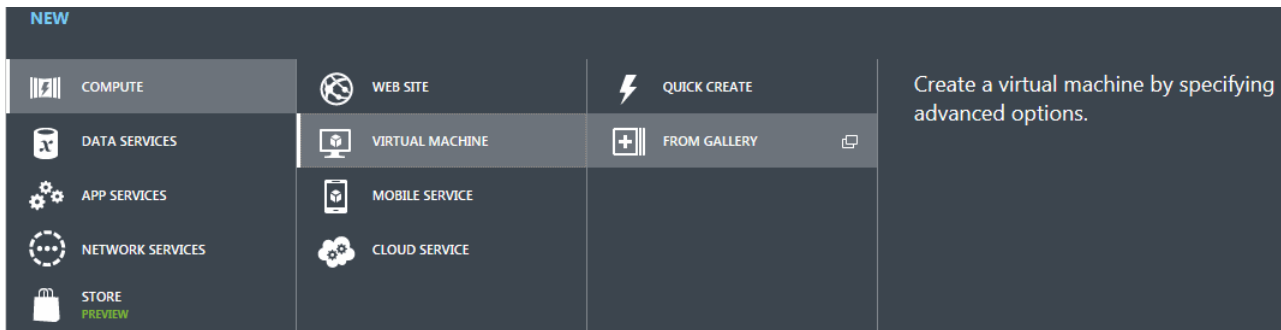 NEW
COMPUTE
DATA SERVICES
APP SERVICES
NETWORK SERVICES
STORE
PREVIEW
WEB SITE
VIRTUAL MACHINE
MOBILE SERVICE
CLOUD SERVICE
QUICK CREATE
FROM GALLERY
Create a virtual machine by specifying
advanced options.